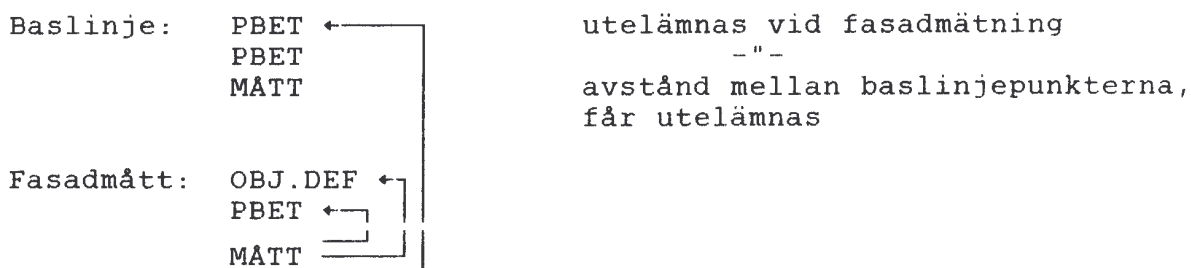 Baslinje: PBET utelämnas vid fasadmätning
PBET -"-
MÅTT avstånd mellan baslinjepunkterna,
får utelämnas
Fasadmått: OBJ.DEF
PBET
MÅTT